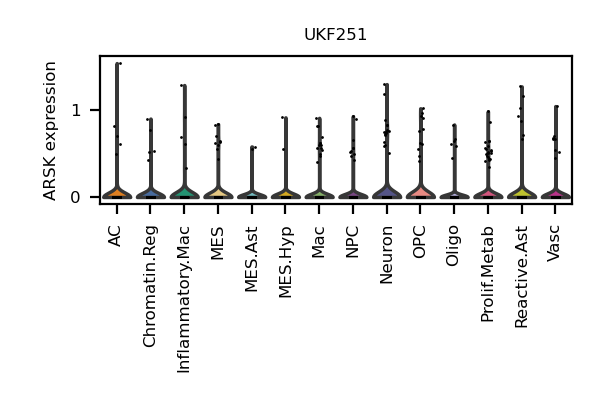 UKF251
ARSK expression
1
0
AC
Chromatin.Reg
Inflammatory.Mac
MES
MES.Ast
MES.Hyp
Mac
NPC
Neuron
OPC
Oligo
Prolif.Metab
Reactive.Ast
Vasc